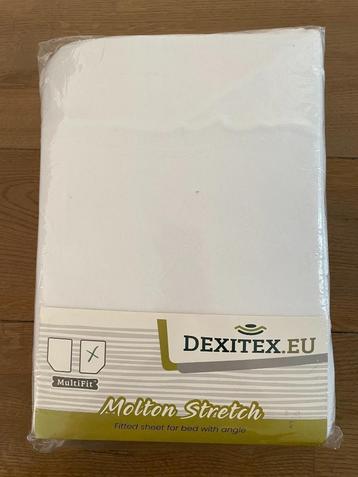 DEXITEX.EU
MultiFit
Molton Stretch
Fitted sheet for bed with angle